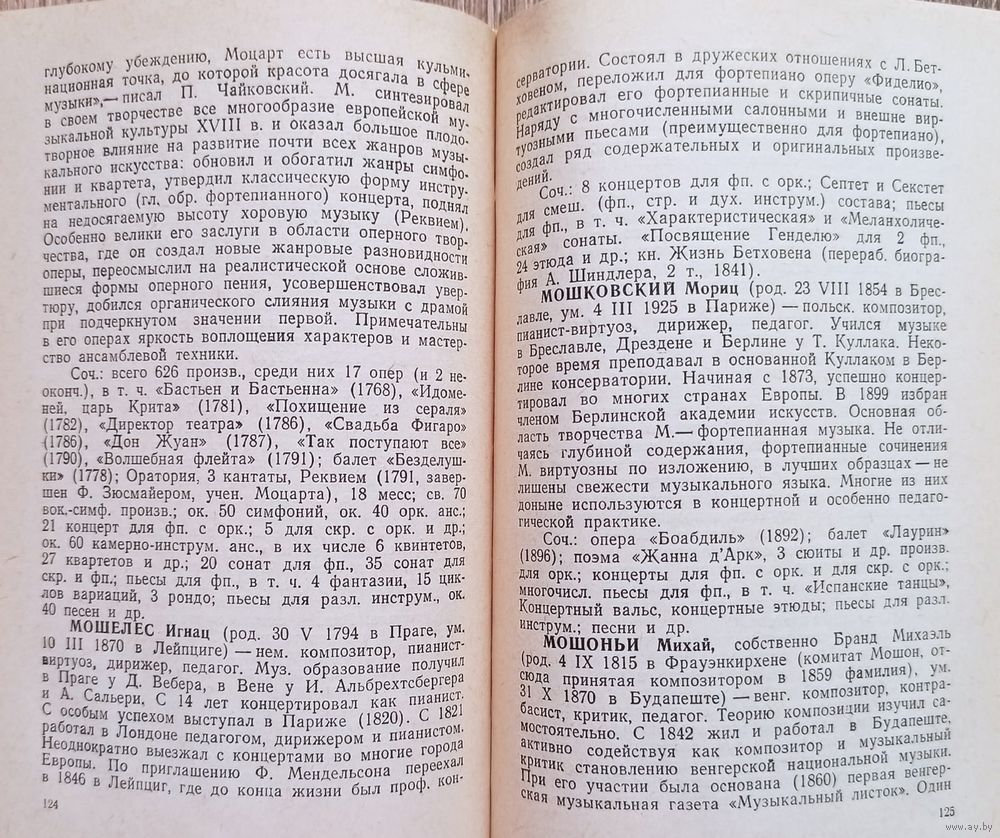 глубокому убеждению, Моцарт есть высшая кульми-
национная точка, до которой красота досягала в сфере
музыки»,— писал П. Чайковский. М. синтезировал
в своем творчестве все многообразие европейской му-
зыкальной культуры XVIII в. и оказал большое плодо-
творное влияние на развитие почти всех жанров музы-
кального искусства: обновил и обогатил жанры симфо-
нии и квартета, утвердил классическую форму инстру-
ментального (гл. обр. фортепианного) концерта, поднял
на недосягаемую высоту хоровую музыку (Реквием).
Особенно велики его заслуги в области оперного твор-
чества, где он создал новые жанровые разновидности
оперы, переосмыслил на реалистической основе сложив-
шиеся формы оперного пения, усовершенствовал увер-
тюру, добился органического слияния музыки с драмой
при подчеркнутом значении первой. Примечательны
в его операх яркость воплощения характеров и мастер-
ство ансамблевой техники.
Соч.: всего 626 произв., среди них 17 опер (и 2 не-
оконч.), в т. ч. «Бастьен и Бастьенна» (1768), «Идоме-
ней, царь Крита» (1781), «Похищение из сераля»
(1782), «Директор театра» (1786), «Свадьба Фигаро»
(1786), «Дон Жуан» (1787), «Так поступают все»
(1790), «Волшебная флейта» (1791); балет «Безделуш-
ки» (1778); Оратория, 3 кантаты, Реквием (1791, завер-
шен Ф. Зюсмайером, учен. Моцарта), 18 месс; св. 70
вок.-симф. произв.; ок. 50 симфоний, ок. 40 орк. анс.;
21 концерт для фп. с орк.; 5 для скр. с орк. и др.;
ок. 60 камерно-инструм. анс., в их числе 6 квинтетов,
27 квартетов и др.; 20 сонат для фп., 35 сонат для
скр. и фп.; пьесы для фп., в т. ч. 4 фантазии, 15 цик-
лов вариаций, 3 рондо; пьесы для разл. инструм., ок.
40 песен и др.
МОШЕЛЕС Игнац (род. 30 V 1794 в Праге, ум.
10 III 1870 в Лейпциге) — нем. композитор, пианист-
виртуоз, дирижер, педагог. Муз. образование получил
в Праге у Д. Вебера, в Вене у И. Альбрехтсбергера
и А. Сальери, С 14 лет концертировал как пианист.
С особым успехом выступал в Париже (1820). С 1821
работал в Лондоне педагогом, дирижером и пианистом.
Неоднократно выезжал с концертами во многие города
Европы. По приглашению Ф. Мендельсона переехал
в 1846 в Лейпциг, где до конца жизни был проф. кон-
124
серватории. Состоял в дружеских отношениях с Л. Бет-
ховеном, переложил для фортепиано оперу «Фиделио»,
редактировал его фортепианные и скрипичные сонаты.
Наряду с многочисленными салонными и внешне вир-
туозными пьесами (преимущественно для фортепиано),
создал ряд содержательных и оригинальных произве-
дений.
Соч.: 8 концертов для фп. с орк.; Септет и Секстет
для смеш. (фп., стр. и дух. инструм.) состава; пьесы
для фп., в т. ч. «Характеристическая» и «Меланхоличе-
ская» сонаты. «Посвящение Генделю» для 2 фп.,
24 этюда и др.; кн. Жизнь Бетховена (перераб. биогра-
фия А. Шиндлера, 2 т., 1841).
МОШКОВСКИЙ Мориц (род. 23 VIII 1854 в Брес-
лавле, ум. 4 III 1925 в Париже) — польск. композитор,
пианист-виртуоз, дирижер, педагог. Учился музыке
в Бреславле, Дрездене и Берлине у Т. Куллака. Неко-
торое время преподавал в основанной Куллаком в Бер-
лине консерватории. Начиная с 1873, успешно концер-
тировал во многих странах Европы. В 1899 избран
членом Берлинской академии искусств. Основная об-
ласть творчества М.— фортепианная музыка. Не отли-
чаясь глубиной содержания, фортепианные сочинения
М. виртуозны по изложению, в лучших образцах — не
лишены свежести музыкального языка. Многие из них
доныне используются в концертной и особенно педаго-
гической практике.
Соч.: опера «Боабдиль» (1892); балет «Лаурин»
(1896); поэма «Жанна д'Арк», 3 сюиты и др. произв.
для орк.; концерты для фп. с орк. и для скр. с орк.;
многочисл. пьесы для фп., в т. ч. «Испанские танцы»,
Концертный вальс, концертные этюды; пьесы для разл.
инструм.; песни и др.
МОШОНЬИ Михай, собственно Бранд Михаэль
(род. 4 IX 1815 в Фрауэнкирхене (комитат Мошон, от-
сюда принятая композитором в 1859 фамилия), ум.
31 X 1870 в Будапеште) — венг. композитор, контра-
басист, критик, педагог. Теорию композиции изучил са-
мостоятельно. С 1842 жил и работал в Будапеште,
активно содействуя как композитор и музыкальный
критик становлению венгерской национальной музыки.
При его участии была основана (1860) первая венгер-
ская музыкальная газета «Музыкальный листок». Один
125
www.ay.by